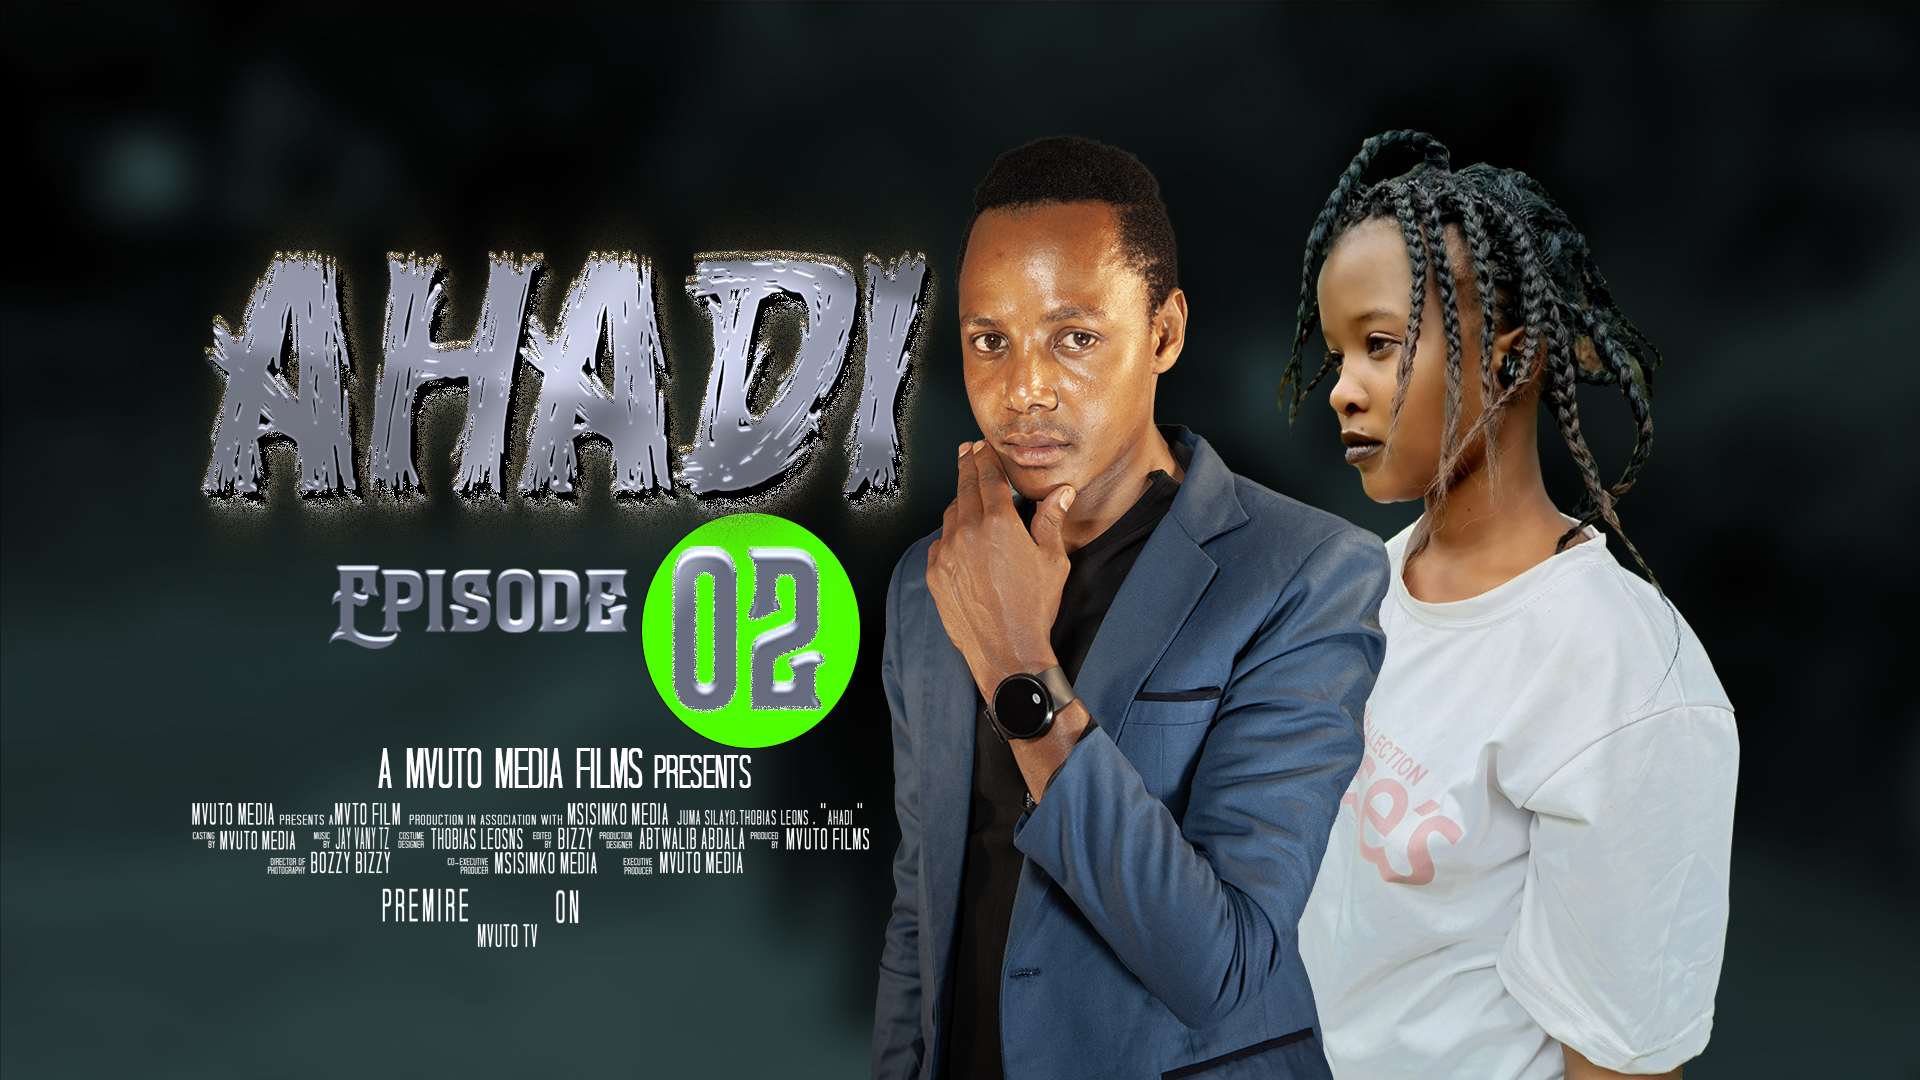 AHADI
EPISODE 02
A MVUTO MEDIA FILMS PRESENTS
MVUTO MEDIA PRESENTS A MVTO FILM PRODUCTION IN ASSOCIATION WITH MSISIMKO MEDIA JUMA SILAYO.THOBIAS LEONS . "AHADI"
CASTING BY MVUTO MEDIA MUSIC BY JAY VANY TZ COSTUME DESIGNER THOBIAS LEOSNS EDITED BY BIZZY PRODUCTION DESIGNER ABTWALIB ABDALA PRODUCED BY MVUTO FILMS
DIRECTOR OF PHOTOGRAPHY BOZZY BIZZY CO-EXECUTIVE PRODUCER MSISIMKO MEDIA EXECUTIVE PRODUCER MVUTO MEDIA
PREMIRE ON
MVUTO TV